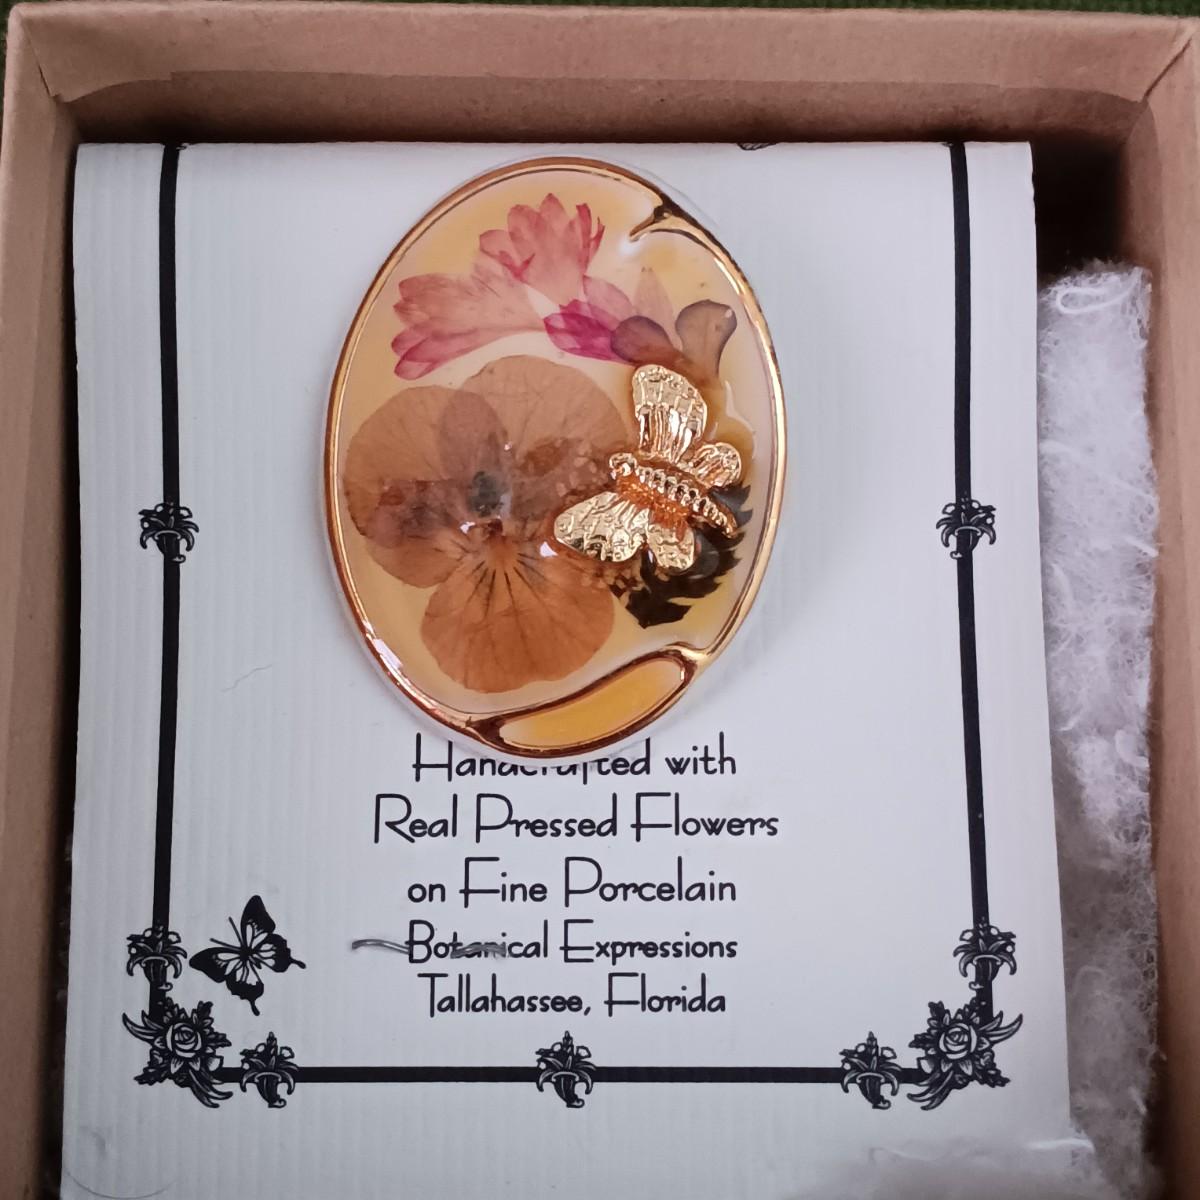 Handcrafted with
Real Pressed Flowers
on Fine Porcelain
Botanical Expressions
Tallahassee, Florida